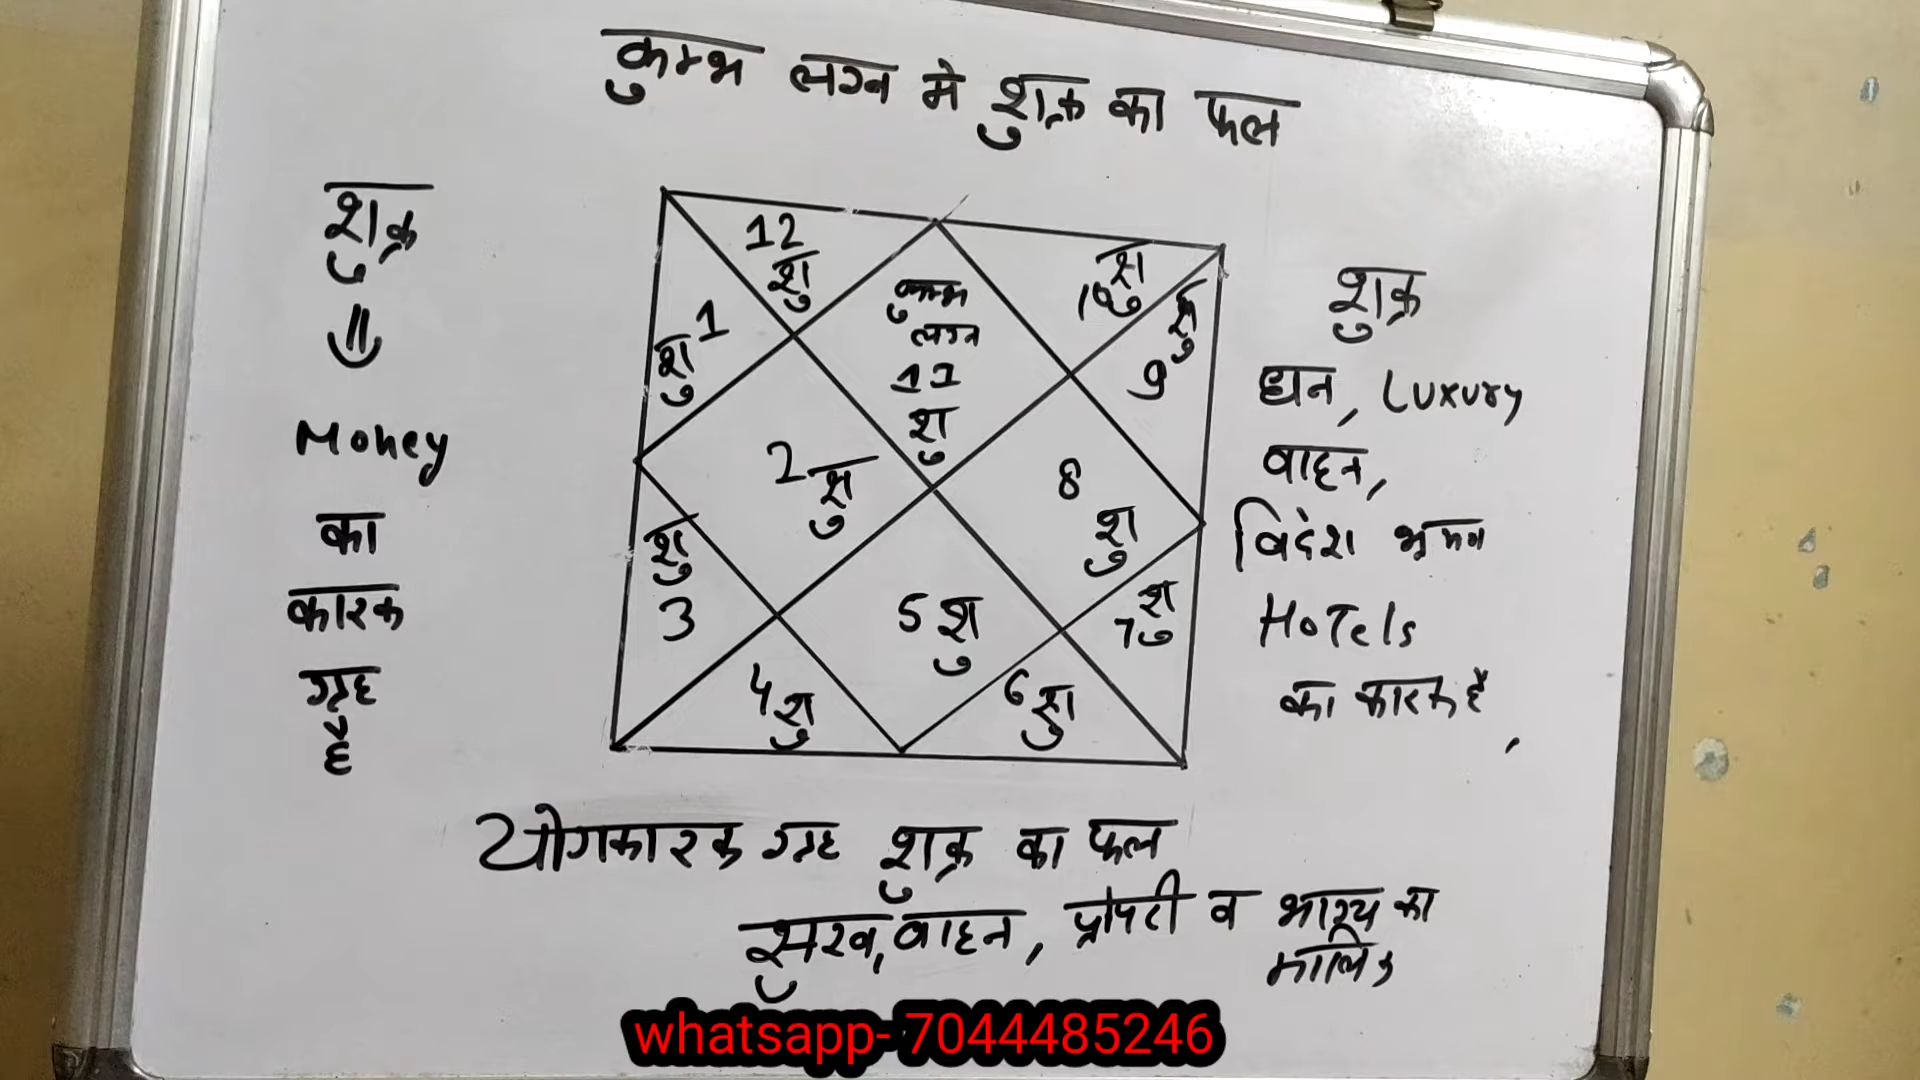 कुम्भ लग्न मे शुक्र का फल
शुक्र
Money
का
कारक
ग्रह
है
12
शु
1
शु
कुम्भ
लग्न
11
शु
शु
10
शु
9
2 शु
8
शु
शु
3
5 शु
शु
7
4 शु
6 शु
शुक्र
धन, Luxury
वाहन,
विदेश भ्रमन
HoTels
का कारक है,
योगकारक ग्रह शुक्र का फल
सुख, वाहन, प्रोपर्टी व भाग्य का
मालिक
whatsapp- 7044485246